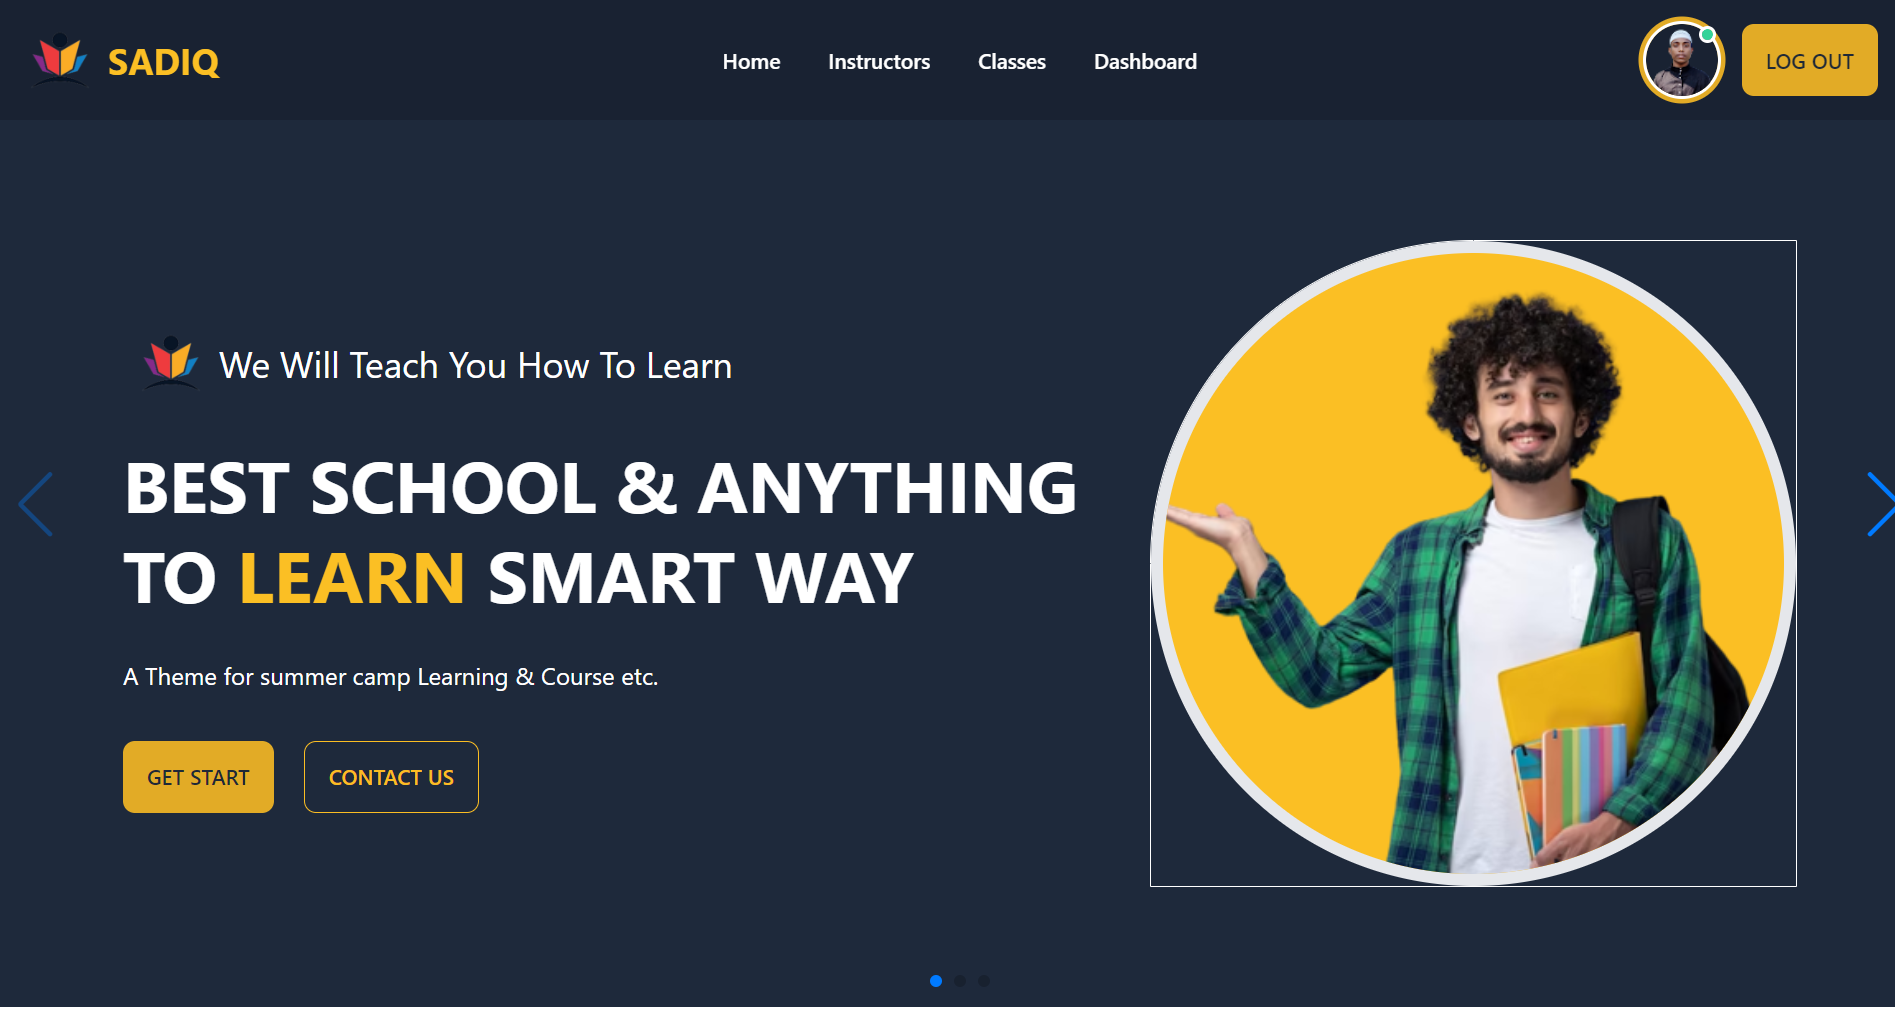 SADIQ
Home
Instructors
Classes
Dashboard
LOG OUT
We Will Teach You How To Learn
BEST SCHOOL & ANYTHING
TO LEARN SMART WAY
A Theme for summer camp Learning & Course etc.
GET START
CONTACT US